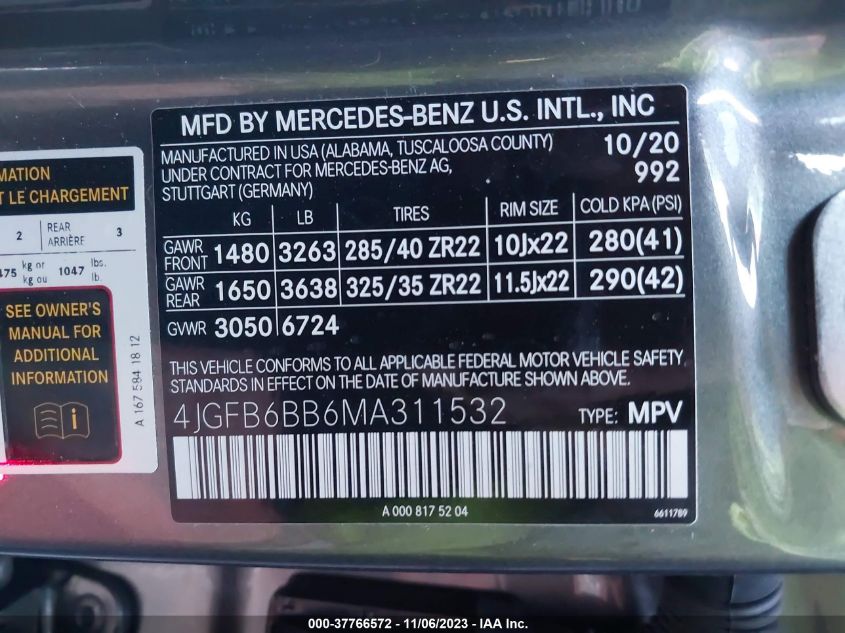 MFD BY MERCEDES-BENZ U.S. INTL., INC
MANUFACTURED IN USA (ALABAMA, TUSCALOOSA COUNTY) 10/20
UNDER CONTRACT FOR MERCEDES-BENZ AG, 992
STUTTGART (GERMANY)
KG LB TIRES RIM SIZE COLD KPA (PSI)
GAWR FRONT 1480 3263 285/40 ZR22 10Jx22 280(41)
GAWR REAR 1650 3638 325/35 ZR22 11.5Jx22 290(42)
GVWR 3050 6724
THIS VEHICLE CONFORMS TO ALL APPLICABLE FEDERAL MOTOR VEHICLE SAFETY
STANDARDS IN EFFECT ON THE DATE OF MANUFACTURE SHOWN ABOVE.
4JGFB6BB6MA311532 TYPE: MPV
A 000 817 52 04 6611789
LE CHARGEMENT
2 REAR ARRIÈRE 3
kg or kg ou 1047 lbs. lb.
SEE OWNER'S
MANUAL FOR
ADDITIONAL
INFORMATION
i
A 167 584 18 12
000-37766572 - 11/06/2023 - IAA Inc.